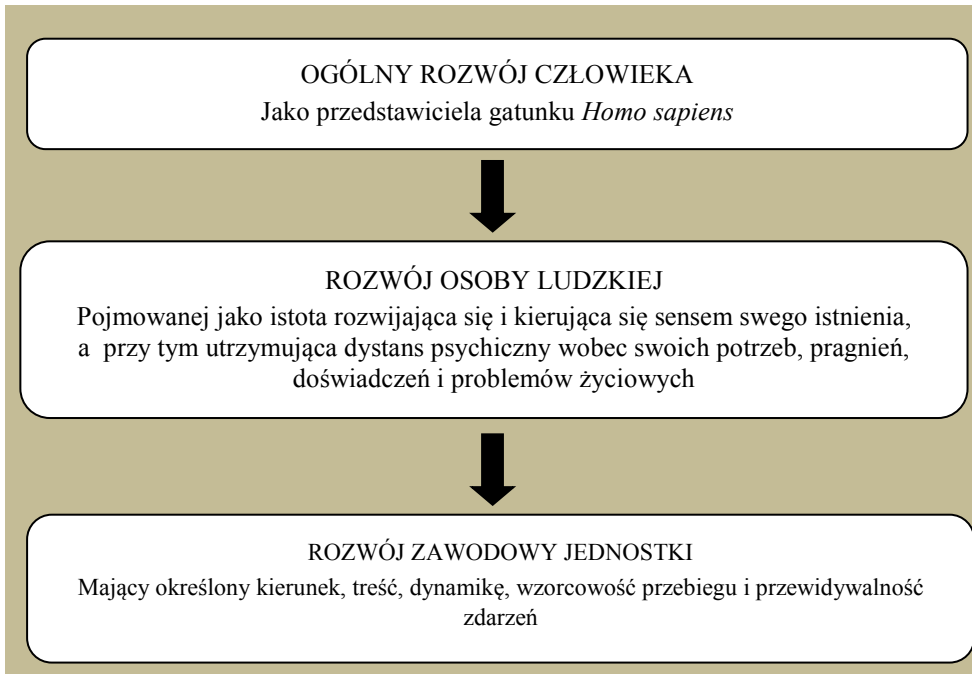 OGÓLNY ROZWÓJ CZŁOWIEKA
Jako przedstawiciela gatunku Homo sapiens
ROZWÓJ OSOBY LUDZKIEJ
Pojmowanej jako istota rozwijająca się i kierująca się sensem swego istnienia,
a przy tym utrzymująca dystans psychiczny wobec swoich potrzeb, pragnień,
doświadczeń i problemów życiowych
ROZWÓJ ZAWODOWY JEDNOSTKI
Mający określony kierunek, treść, dynamikę, wzorcowość przebiegu i przewidywalność
zdarzeń